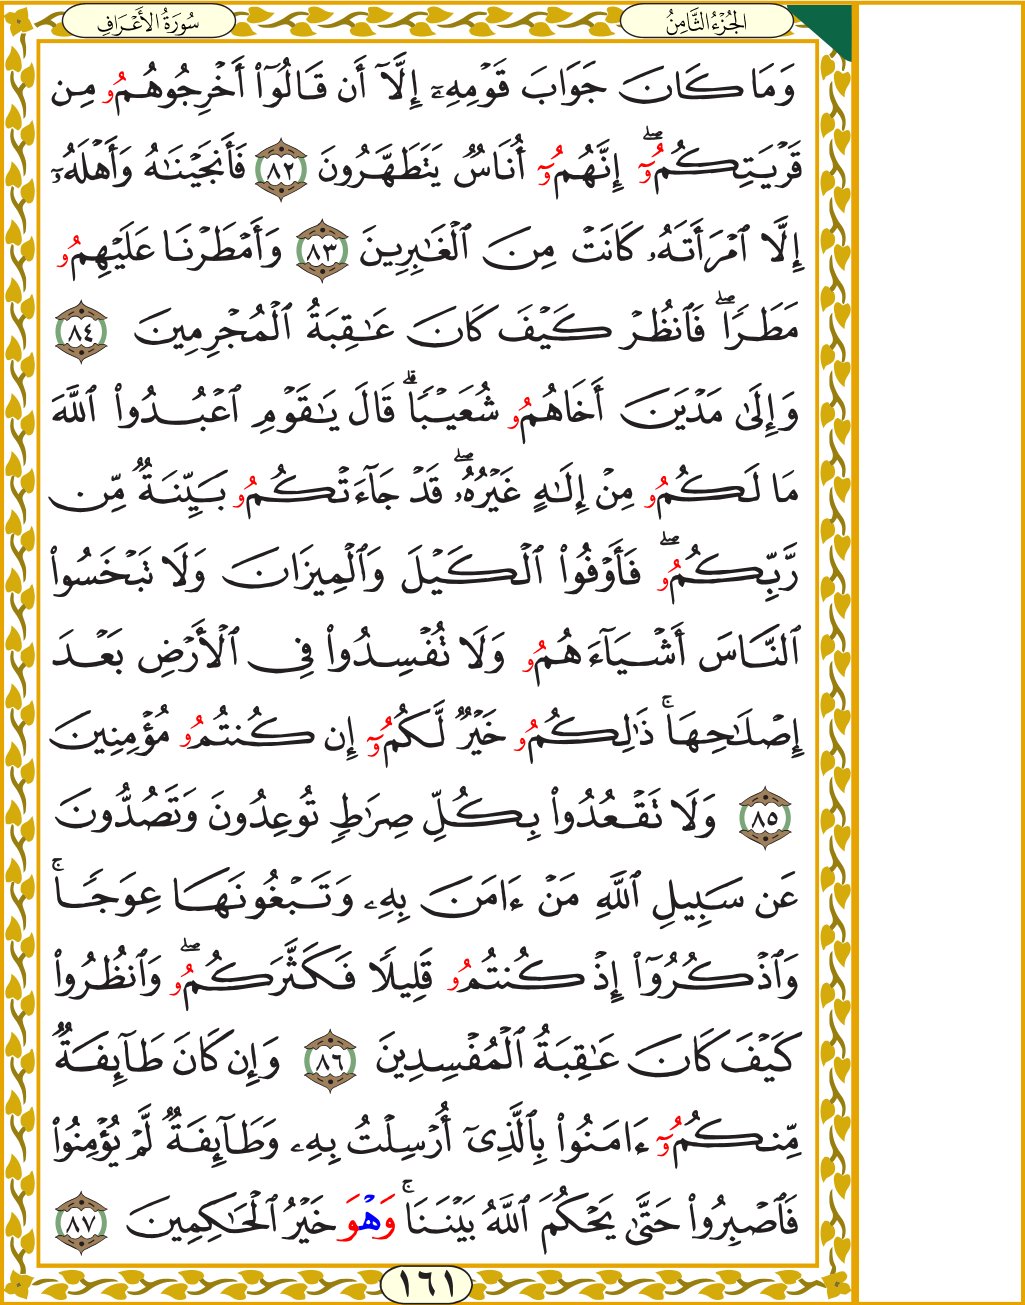 الجُزْءُ الثَّامِنُ
سُورَةُ الأَعْرَافِ
وَمَا كَانَ جَوَابَ قَوْمِهِۦٓ إِلَّآ أَن قَالُوٓاْ أَخْرِجُوهُمُۥ مِن
قَرْيَتِكُمُۥٓۖ إِنَّهُمُۥٓ أُنَاسٌ يَتَطَهَّرُونَ ٨٢ فَأَنجَيْنَٰهُ وَأَهْلَهُۥٓ
إِلَّا ٱمْرَأَتَهُۥ كَانَتْ مِنَ ٱلْغَٰبِرِينَ ٨٣ وَأَمْطَرْنَا عَلَيْهِمُۥ
مَطَرًاۖ فَٱنظُرْ كَيْفَ كَانَ عَٰقِبَةُ ٱلْمُجْرِمِينَ ٨٤
وَإِلَىٰ مَدْيَنَ أَخَاهُمُۥ شُعَيْبًاۗ قَالَ يَٰقَوْمِ ٱعْبُدُواْ ٱللَّهَ
مَا لَكُمُۥ مِنْ إِلَٰهٍ غَيْرُهُۥۖ قَدْ جَآءَتْكُمُۥ بَيِّنَةٌ مِّن
رَّبِّكُمُۥۖ فَأَوْفُواْ ٱلْكَيْلَ وَٱلْمِيزَانَ وَلَا تَبْخَسُواْ
ٱلنَّاسَ أَشْيَآءَهُمُۥ وَلَا تُفْسِدُواْ فِى ٱلْأَرْضِ بَعْدَ
إِصْلَٰحِهَاۚ ذَٰلِكُمُۥ خَيْرٌ لَّكُمُۥٓ إِن كُنتُمُۥ مُؤْمِنِينَ
٨٥ وَلَا تَقْعُدُواْ بِكُلِّ صِرَٰطٍ تُوعِدُونَ وَتَصُدُّونَ
عَن سَبِيلِ ٱللَّهِ مَنْ ءَامَنَ بِهِۦ وَتَبْغُونَهَا عِوَجًاۚ
وَٱذْكُرُوٓاْ إِذْ كُنتُمُۥ قَلِيلًا فَكَثَّرَكُمُۥۖ وَٱنظُرُواْ
كَيْفَ كَانَ عَٰقِبَةُ ٱلْمُفْسِدِينَ ٨٦ وَإِن كَانَ طَآئِفَةٌ
مِّنكُمُۥٓ ءَامَنُواْ بِٱلَّذِىٓ أُرْسِلْتُ بِهِۦ وَطَآئِفَةٌ لَّمْ يُؤْمِنُواْ
فَٱصْبِرُواْ حَتَّىٰ يَحْكُمَ ٱللَّهُ بَيْنَنَاۚ وَهْوَ خَيْرُ ٱلْحَٰكِمِينَ ٨٧
١٦١